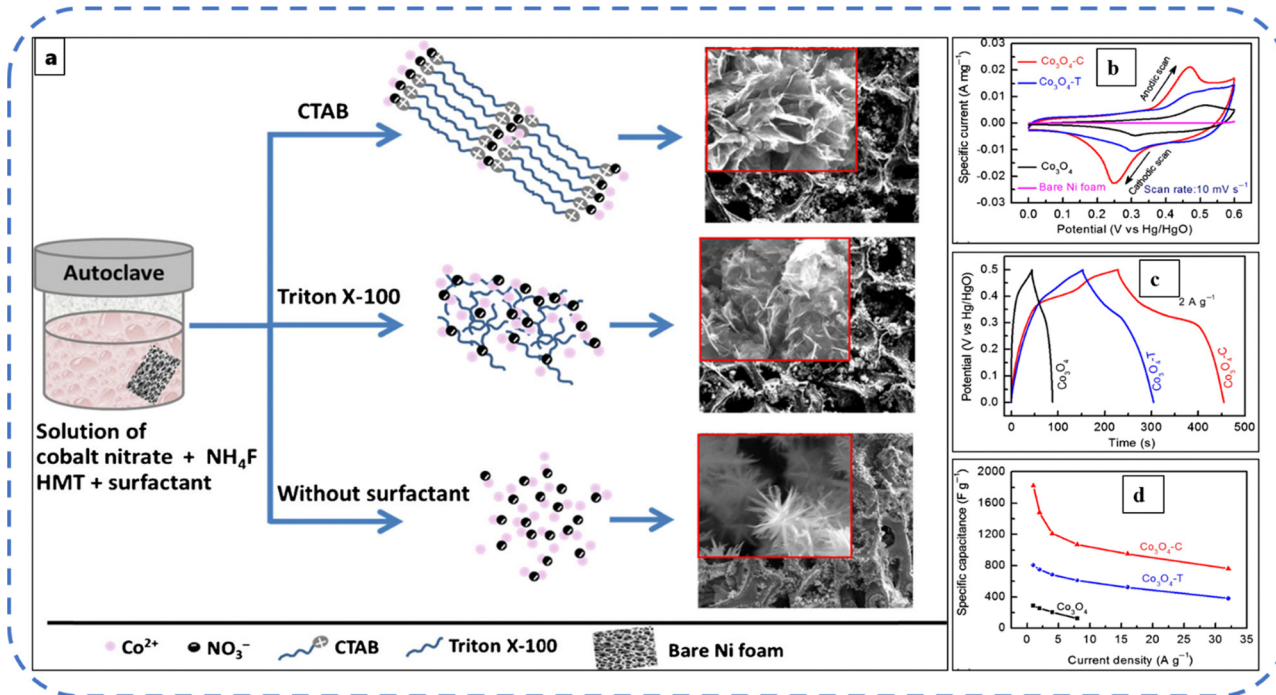 a
CTAB
Autoclave
Triton X-100
Solution of
cobalt nitrate + NH₄F
HMT + surfactant
Without surfactant
Co²⁺
NO₃⁻
CTAB
Triton X-100
Bare Ni foam
b
Specific current (A mg⁻¹)
0.03
0.02
0.01
0.00
-0.01
-0.02
-0.03
Co₃O₄-C
Co₃O₄-T
Anodic scan
Co₃O₄
Cathodic scan
Bare Ni foam
Scan rate:10 mV s⁻¹
0.0 0.1 0.2 0.3 0.4 0.5 0.6
Potential (V vs Hg/HgO)
c
2 A g⁻¹
Potential (V vs Hg/HgO)
0.5
0.4
0.3
0.2
0.1
0.0
Co₃O₄
Co₃O₄-T
Co₃O₄-C
0 100 200 300 400 500
Time (s)
d
Specific capacitance (F g⁻¹)
2000
1600
1200
800
400
0
Co₃O₄-C
Co₃O₄-T
Co₃O₄
0 5 10 15 20 25 30
Current density (A g⁻¹)